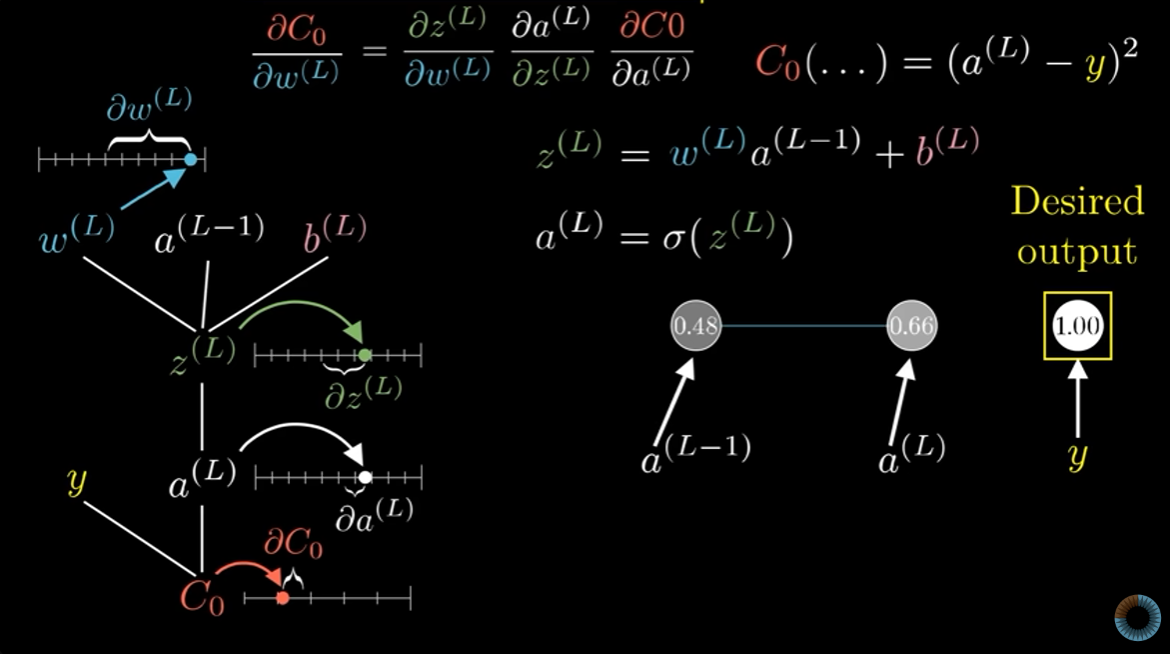 ∂C₀/∂w^(L) = ∂z^(L)/∂w^(L) ∂a^(L)/∂z^(L) ∂C0/∂a^(L)
C₀(...) = (a^(L) − y)²
∂w^(L)
z^(L) = w^(L)a^(L−1) + b^(L)
w^(L) a^(L−1) b^(L)
a^(L) = σ(z^(L))
Desired
output
z^(L)
∂z^(L)
0.48 0.66 1.00
a^(L−1) a^(L) y
y a^(L)
∂a^(L)
∂C₀
C₀